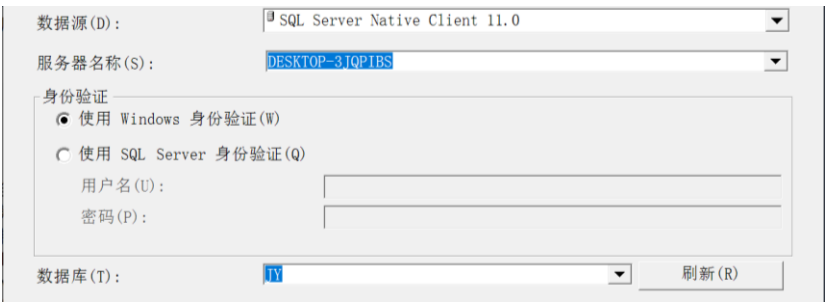 数据源(D): SQL Server Native Client 11.0
服务器名称(S): DESKTOP-3JQPIBS
身份验证
使用 Windows 身份验证(W)
使用 SQL Server 身份验证(Q)
用户名(U):
密码(P):
数据库(T): JY 刷新(R)